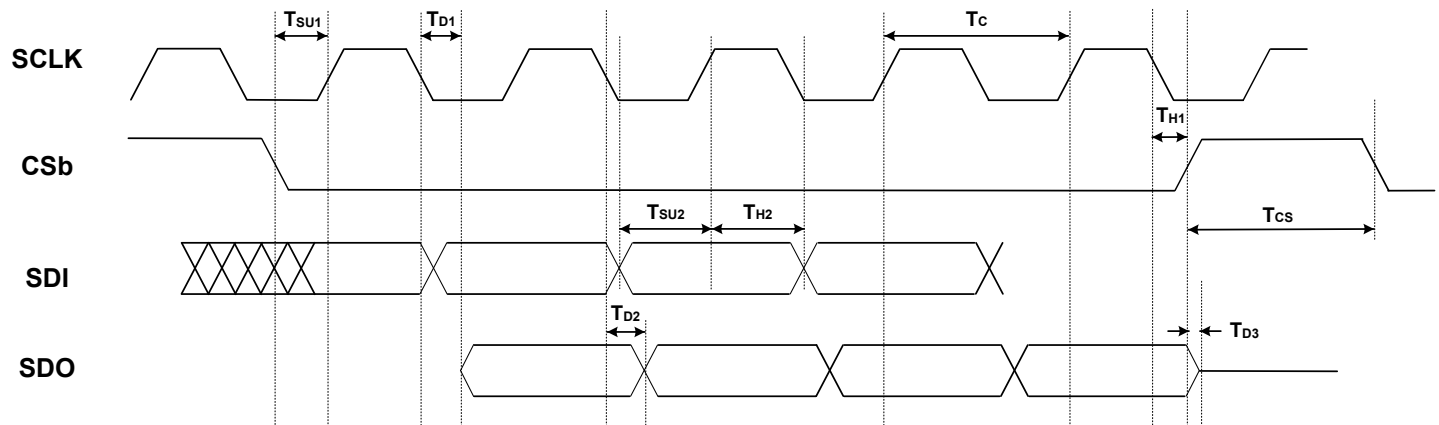 TSU1 TD1 TC
SCLK
TH1
CSb
TSU2 TH2 TCS
SDI
TD2 TD3
SDO